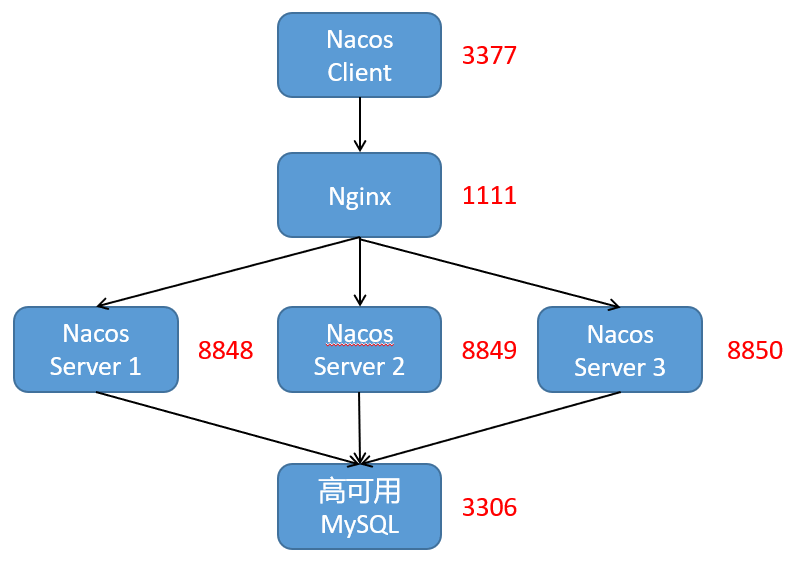 Nacos
Client
3377
Nginx
1111
Nacos
Server 1
8848
Nacos
Server 2
8849
Nacos
Server 3
8850
高可用
MySQL
3306